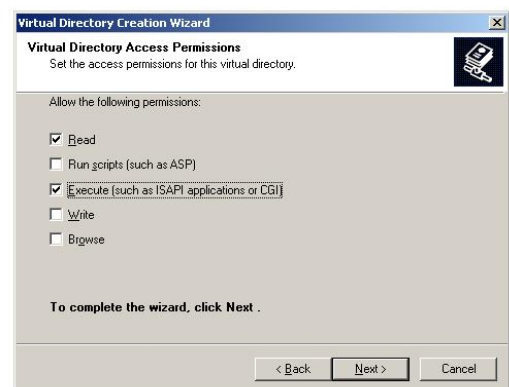 Virtual Directory Creation Wizard
Virtual Directory Access Permissions
Set the access permissions for this virtual directory.
Allow the following permissions:
Read
Run scripts (such as ASP)
Execute (such as ISAPI applications or CGI)
Write
Browse
To complete the wizard, click Next .
< Back Next > Cancel